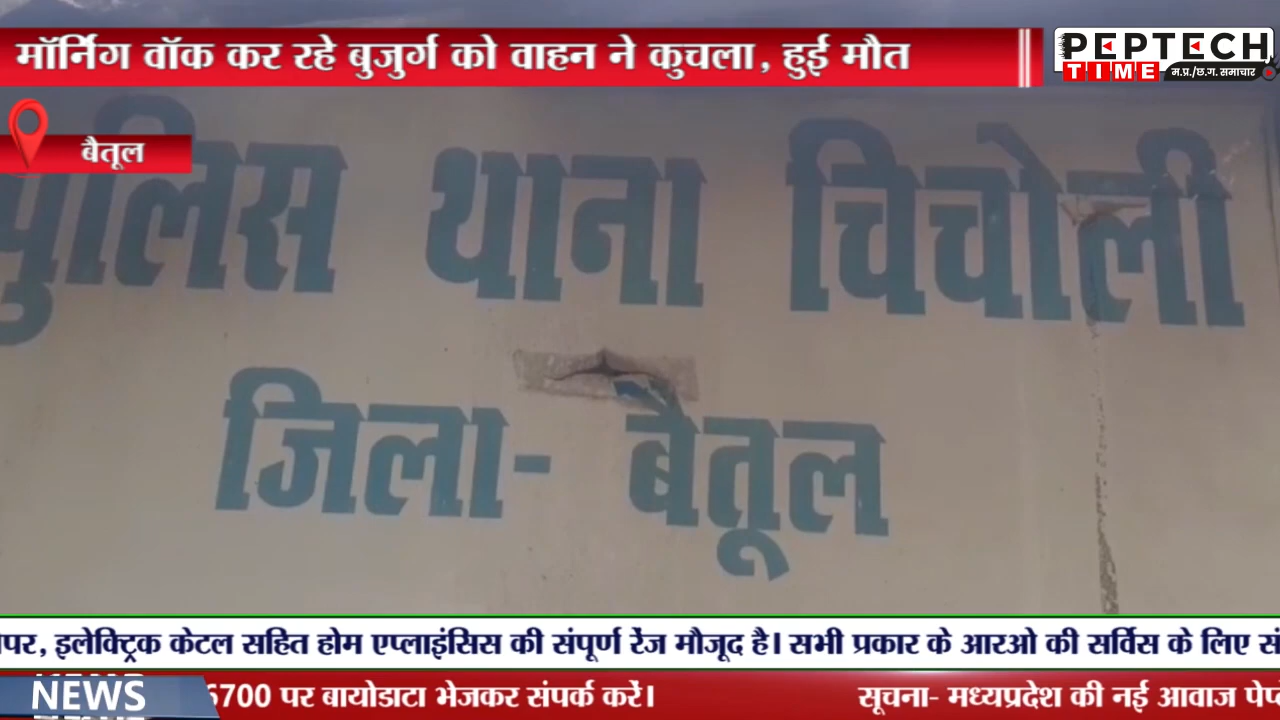 मॉर्निंग वॉक कर रहे बुजुर्ग को वाहन ने कुचला, हुई मौत
PEPTECH
TIME म.प्र./छ.ग. समाचार
बैतूल
पुलिस थाना चिचोली
जिला- बैतूल
इलेक्ट्रिक केटल सहित होम एप्लाइंसिस की संपूर्ण रेंज मौजूद है। सभी प्रकार के आरओ की सर्विस के लिए
NEWS 6700 पर बायोडाटा भेजकर संपर्क करें। सूचना- मध्यप्रदेश की नई आवाज